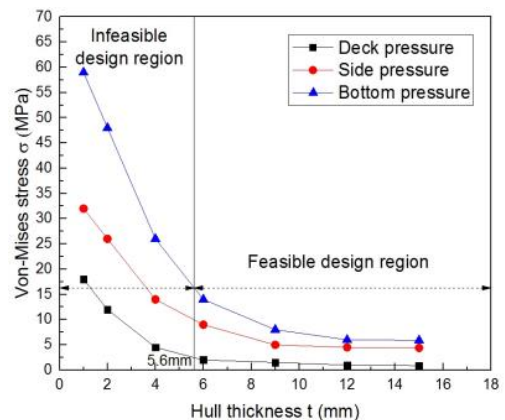 70
65
60
55
50
45
40
35
30
25
20
15
10
5
0
Von-Mises stress σ (MPa)
Infeasible
design region
Deck pressure
Side pressure
Bottom pressure
Feasible design region
5.6mm
0 2 4 6 8 10 12 14 16 18
Hull thickness t (mm)